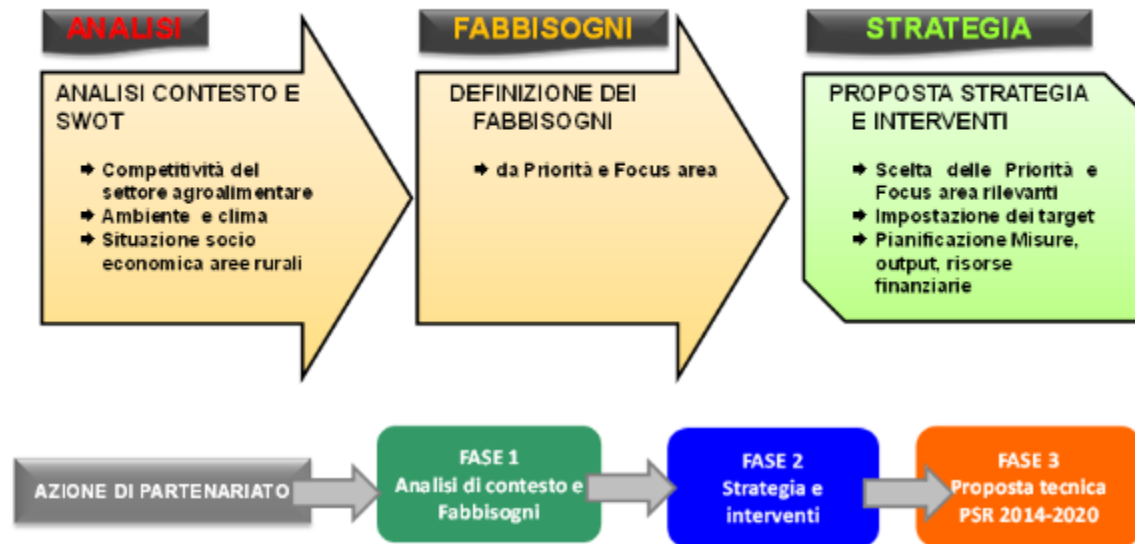 ANALISI
ANALISI CONTESTO E
SWOT
➔ Competitività del
settore agroalimentare
➔ Ambiente e clima
➔ Situazione socio
economica aree rurali
FABBISOGNI
DEFINIZIONE DEI
FABBISOGNI
➔ da Priorità e Focus area
STRATEGIA
PROPOSTA STRATEGIA
E INTERVENTI
➔ Scelta delle Priorità e
Focus area rilevanti
➔ Impostazione dei target
➔ Pianificazione Misure,
output, risorse
finanziarie
AZIONE DI PARTENARIATO
FASE 1
Analisi di contesto e
Fabbisogni
FASE 2
Strategia e
interventi
FASE 3
Proposta tecnica
PSR 2014-2020